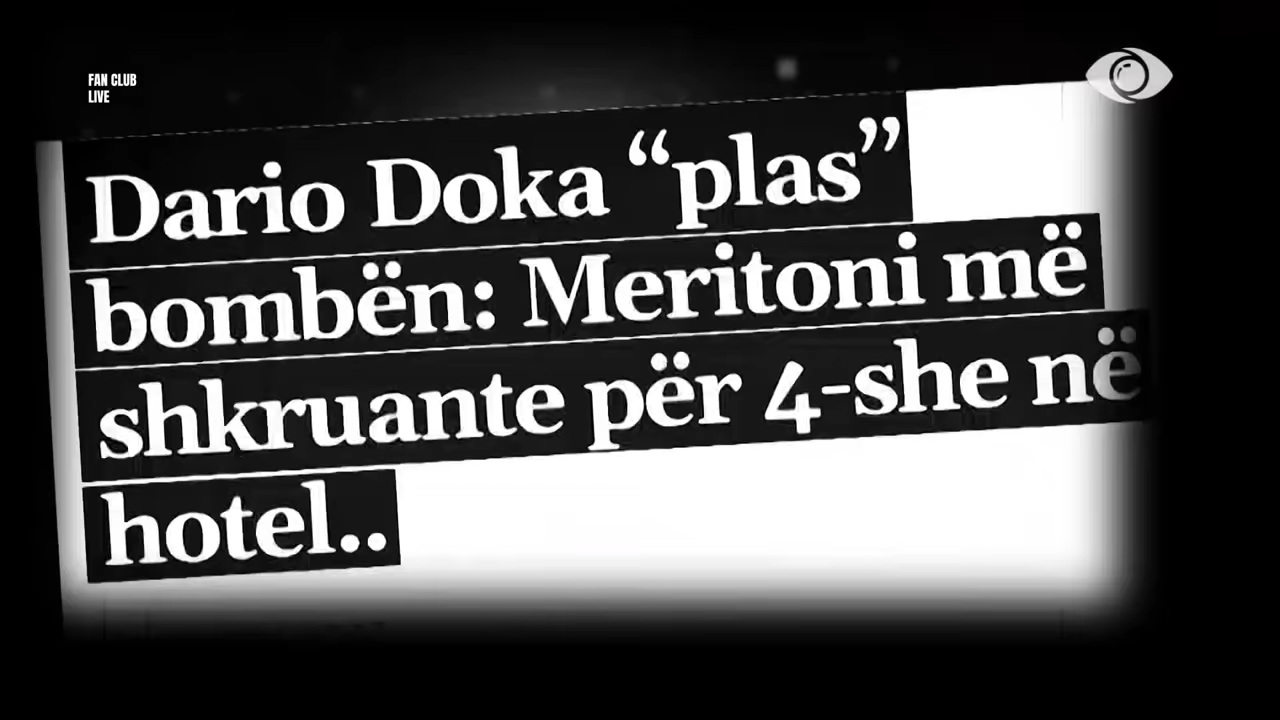 FAN CLUB
LIVE
Dario Doka “plas”
bombën: Meritoni më
shkruante për 4-she në
hotel..